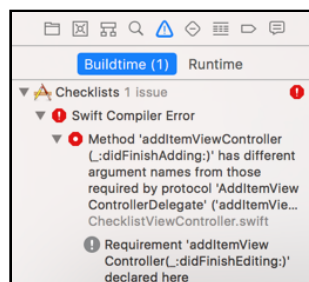 Buildtime (1) Runtime
Checklists 1 issue
Swift Compiler Error
Method 'addItemViewController
(_:didFinishAdding:)' has different
argument names from those
required by protocol 'AddItemView
ControllerDelegate' ('addItemVie...
ChecklistViewController.swift
Requirement 'addItemView
Controller(_:didFinishEditing:)'
declared here